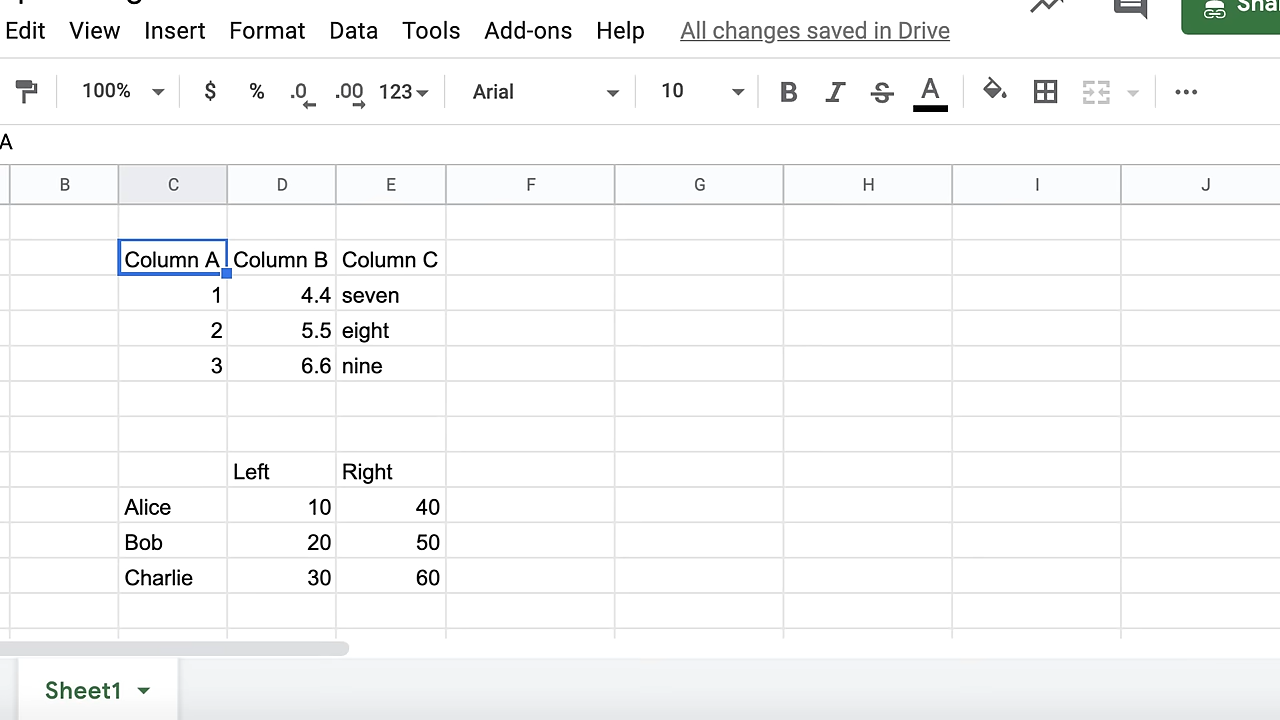 Edit View Insert Format Data Tools Add-ons Help All changes saved in Drive
100% $ % .0 .00 123 Arial 10 B I S A
A
B C D E F G H I J
Column A Column B Column C
1 4.4 seven
2 5.5 eight
3 6.6 nine
Left Right
Alice 10 40
Bob 20 50
Charlie 30 60
Sheet1